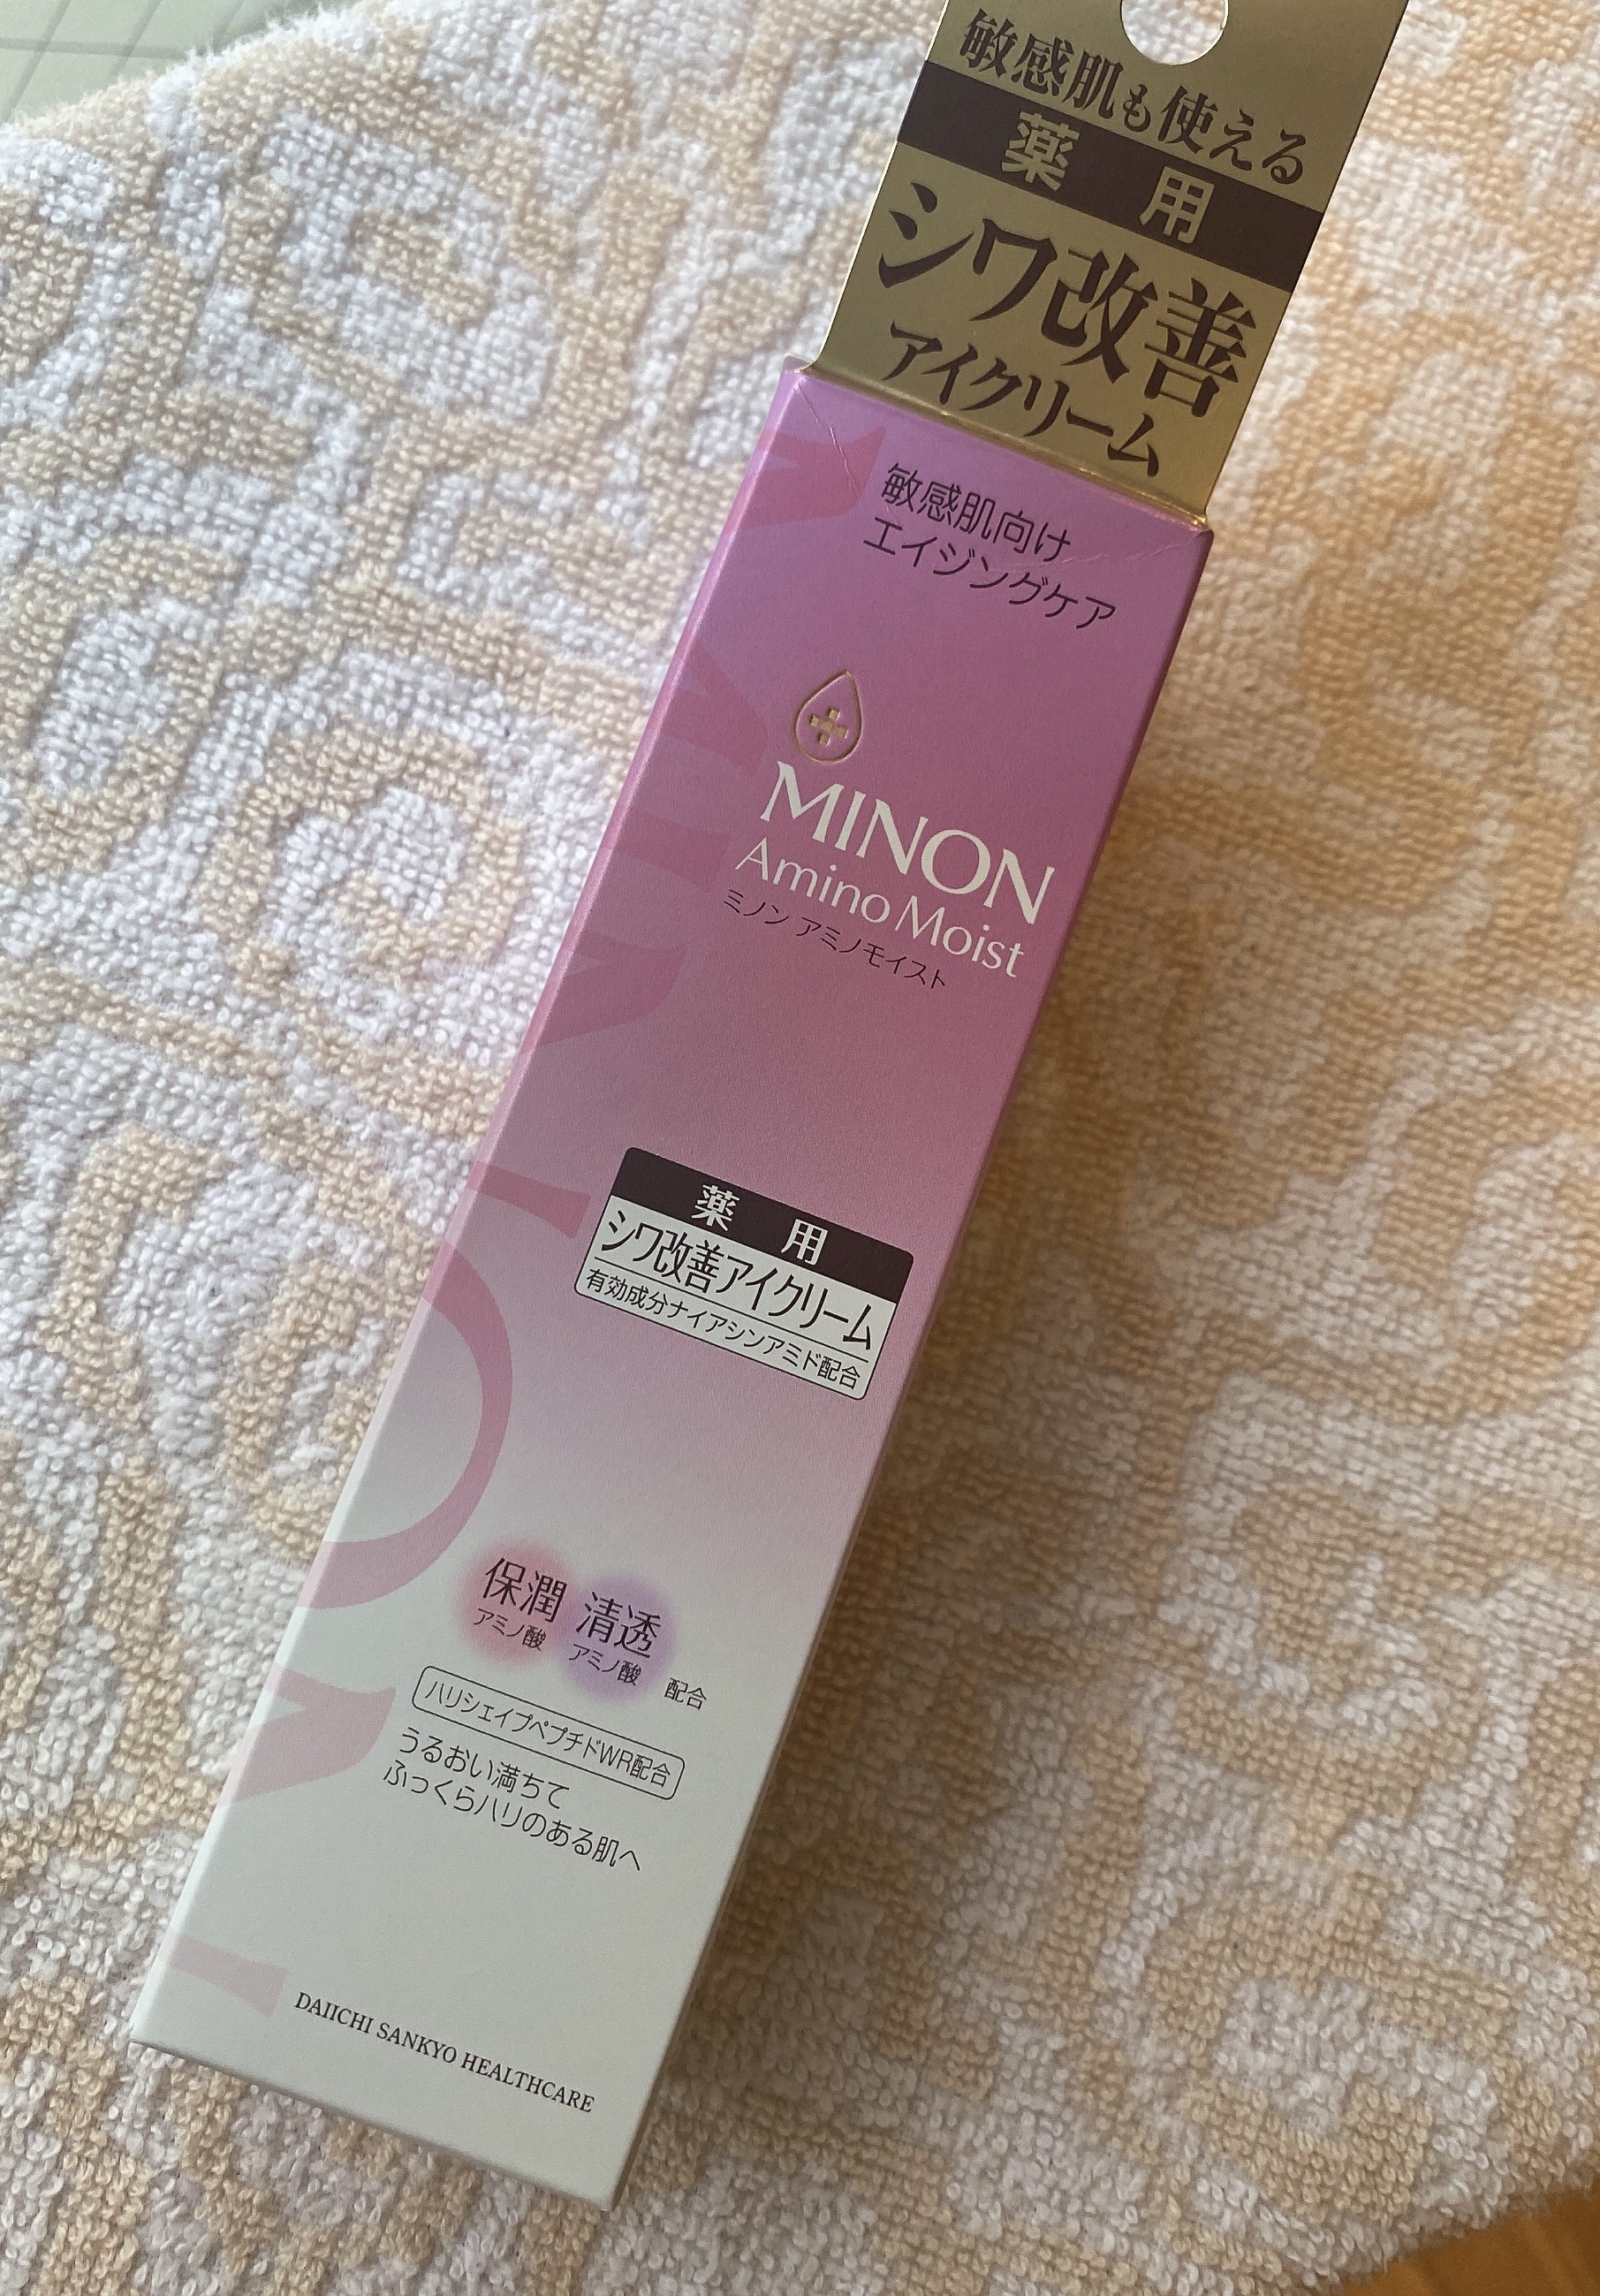 敏感肌も使える
薬用
シワ改善
アイクリーム
敏感肌向け
エイジングケア
MINON
Amino Moist
ミノン アミノモイスト
薬用
シワ改善アイクリーム
有効成分ナイアシンアミド配合
保潤 清透
アミノ酸 アミノ酸 配合
ハリシェイプペプチドWR配合
うるおい満ちて
ふっくらハリのある肌へ
DAIICHI SANKYO HEALTHCARE
MINON